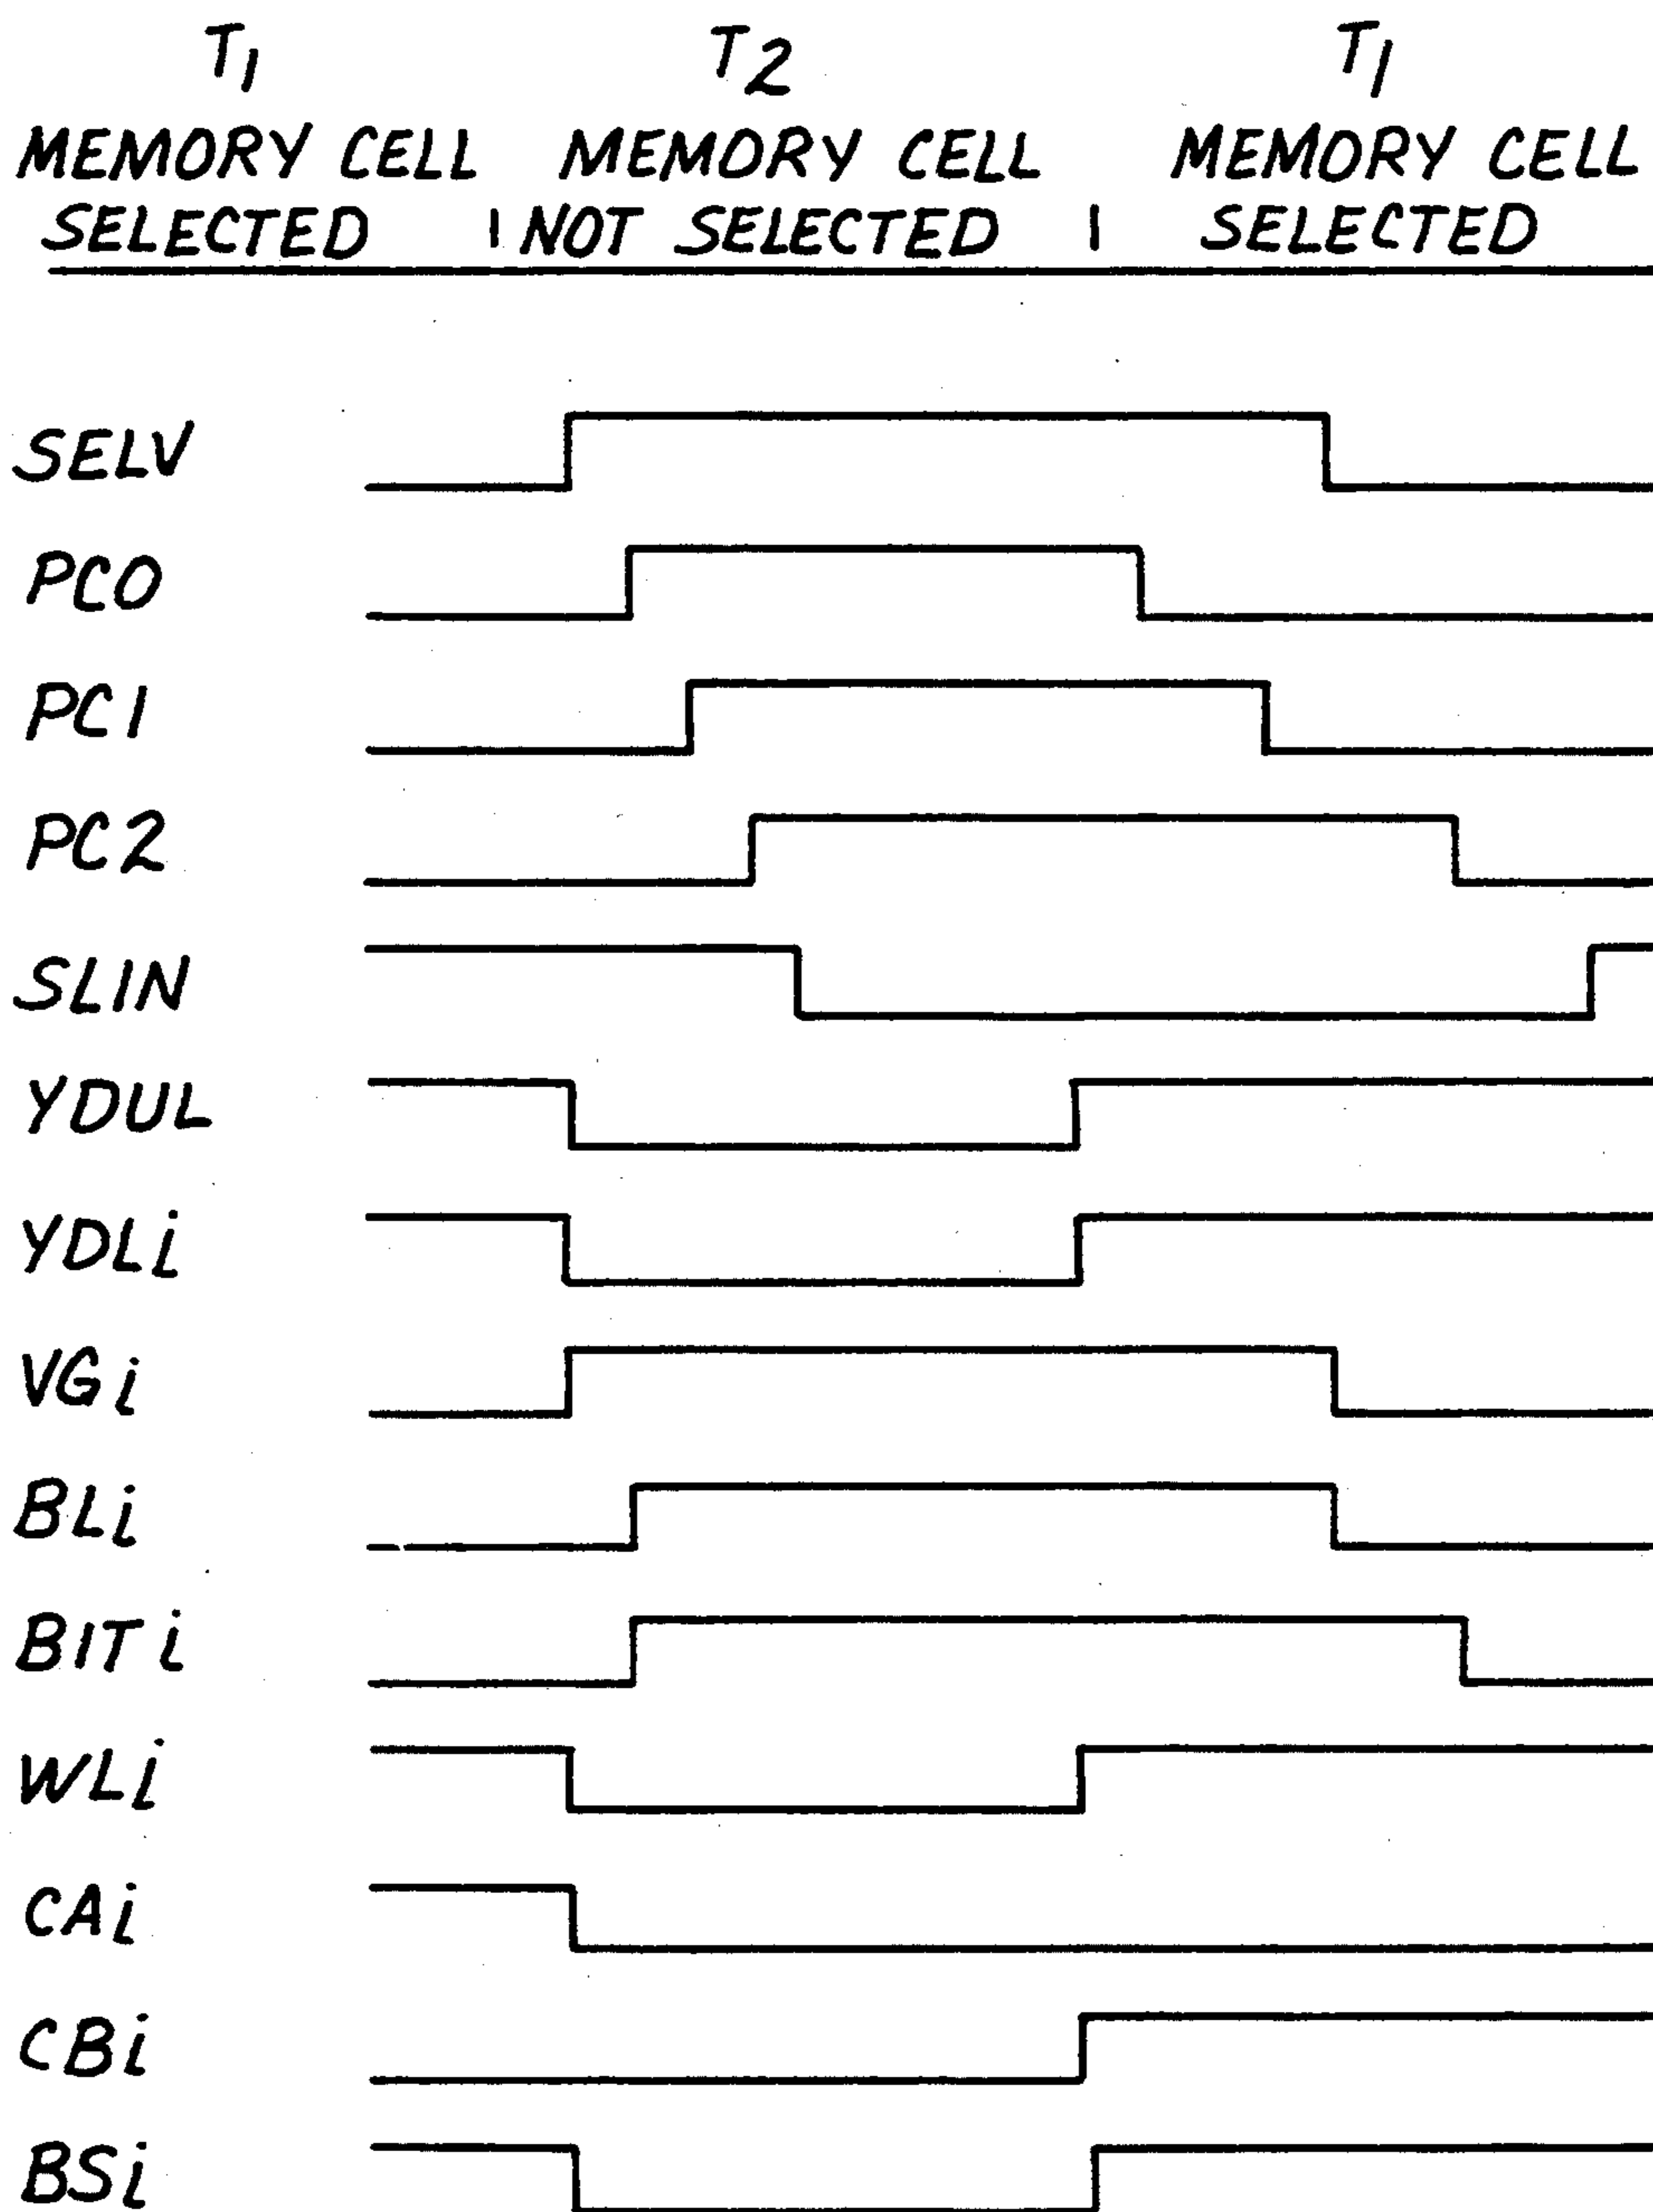 T1 T2 T1
MEMORY CELL MEMORY CELL MEMORY CELL
SELECTED | NOT SELECTED | SELECTED
SELV
PC0
PC1
PC2
SLIN
YDUL
YDLi
VGi
BLi
BITi
WLi
CAi
CBi
BSi